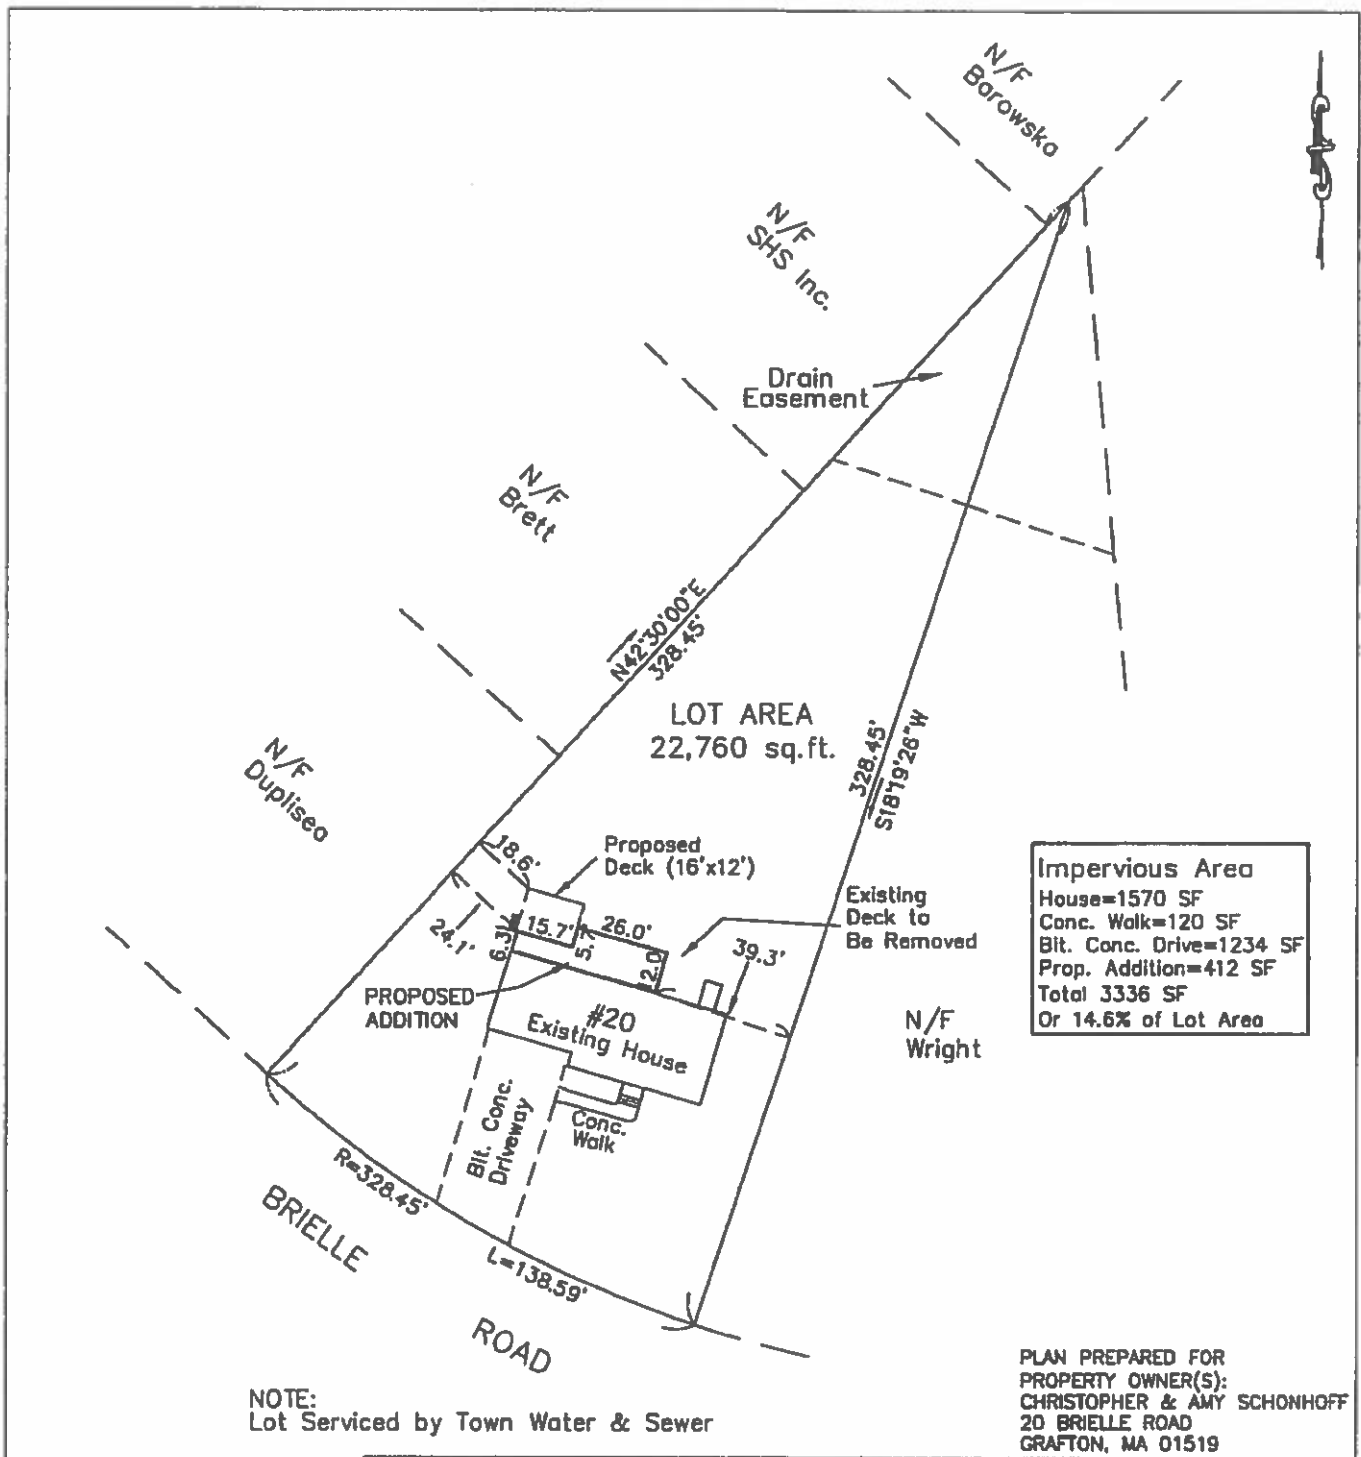 N/F
Barowska
N/F
SHS Inc.
Drain
Easement
N/F
Brett
N42°30'00"E
328.45'
LOT AREA
22,760 sq.ft.
328.45'
S18°19'26"W
N/F
Duplisea
18.6'
Proposed
Deck (16'x12')
24.1'
6.3'
15.7'
5.7'
26.0'
Existing
Deck to
Be Removed
39.3'
PROPOSED
ADDITION
#20
Existing House
N/F
Wright
Impervious Area
House=1570 SF
Conc. Walk=120 SF
Bit. Conc. Drive=1234 SF
Prop. Addition=412 SF
Total 3336 SF
Or 14.6% of Lot Area
Bit. Conc.
Driveway
Conc.
Walk
R=328.45'
L=138.59'
BRIELLE
ROAD
NOTE:
Lot Serviced by Town Water & Sewer
PLAN PREPARED FOR
PROPERTY OWNER(S):
CHRISTOPHER & AMY SCHONHOFF
20 BRIELLE ROAD
GRAFTON, MA 01519